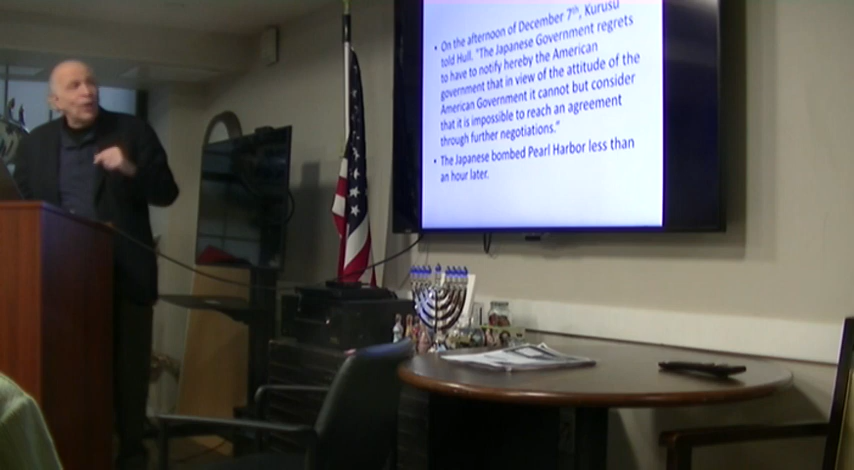 • On the afternoon of December 7th, Kurusu
told Hull. "The Japanese Government regrets
to have to notify hereby the American
government that in view of the attitude of the
American Government it cannot but consider
that it is impossible to reach an agreement
through further negotiations."
• The Japanese bombed Pearl Harbor less than
an hour later.